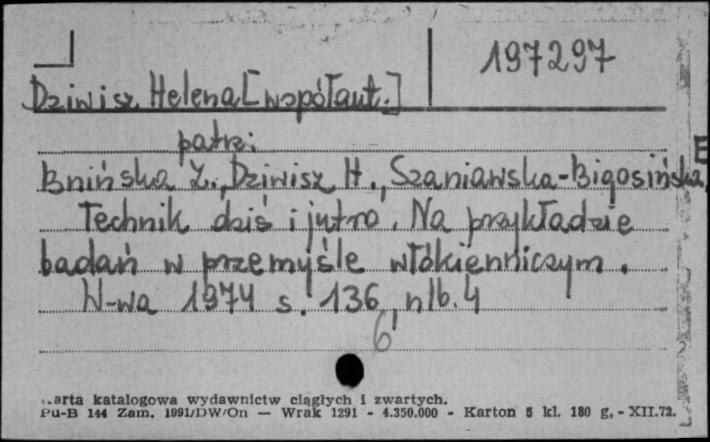 197297
Dziwisz Helena [współaut.]
patrz:
Bnińska Z., Dziwisz H., Szaniawska-Bigosińska E
Technik dziś i jutro. Na przykładzie
badań w przemyśle włókienniczym.
W-wa 1974 s. 136, nlb. 4
6
arta katalogowa wydawnictw ciągłych i zwartych.
Pu-B 144 Zam. 1991/DW/On — Wrak 1291 - 4.350.000 - Karton 5 kl. 180 g, - XII.72.